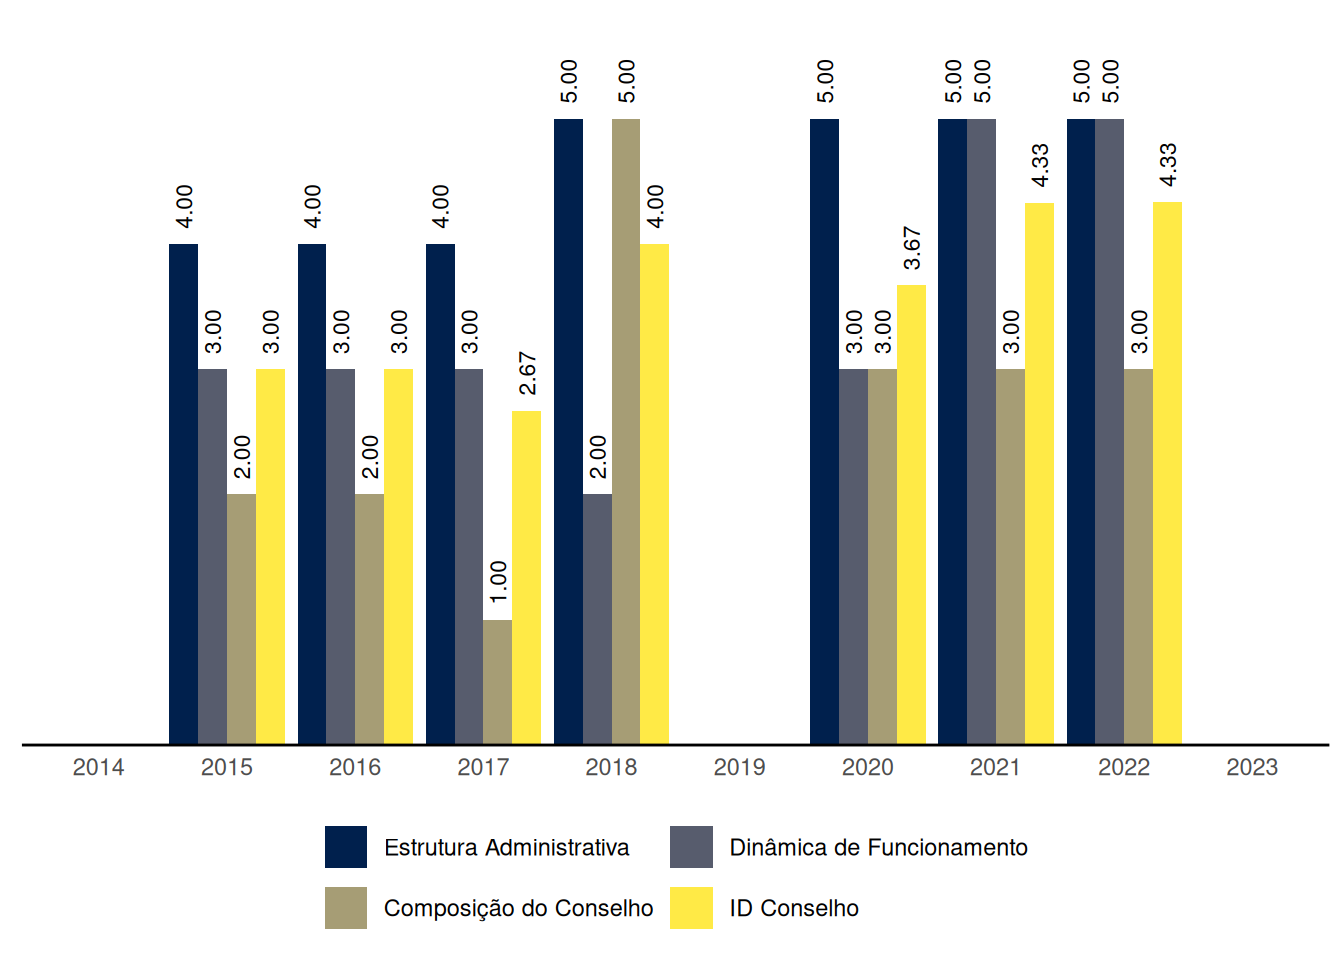 4.00 3.00 2.00 3.00
4.00 3.00 2.00 3.00
4.00 3.00 1.00 2.67
5.00 2.00 5.00 4.00
5.00 3.00 3.00 3.67
5.00 5.00 3.00 4.33
5.00 5.00 3.00 4.33
2014 2015 2016 2017 2018 2019 2020 2021 2022 2023
Estrutura Administrativa Dinâmica de Funcionamento
Composição do Conselho ID Conselho